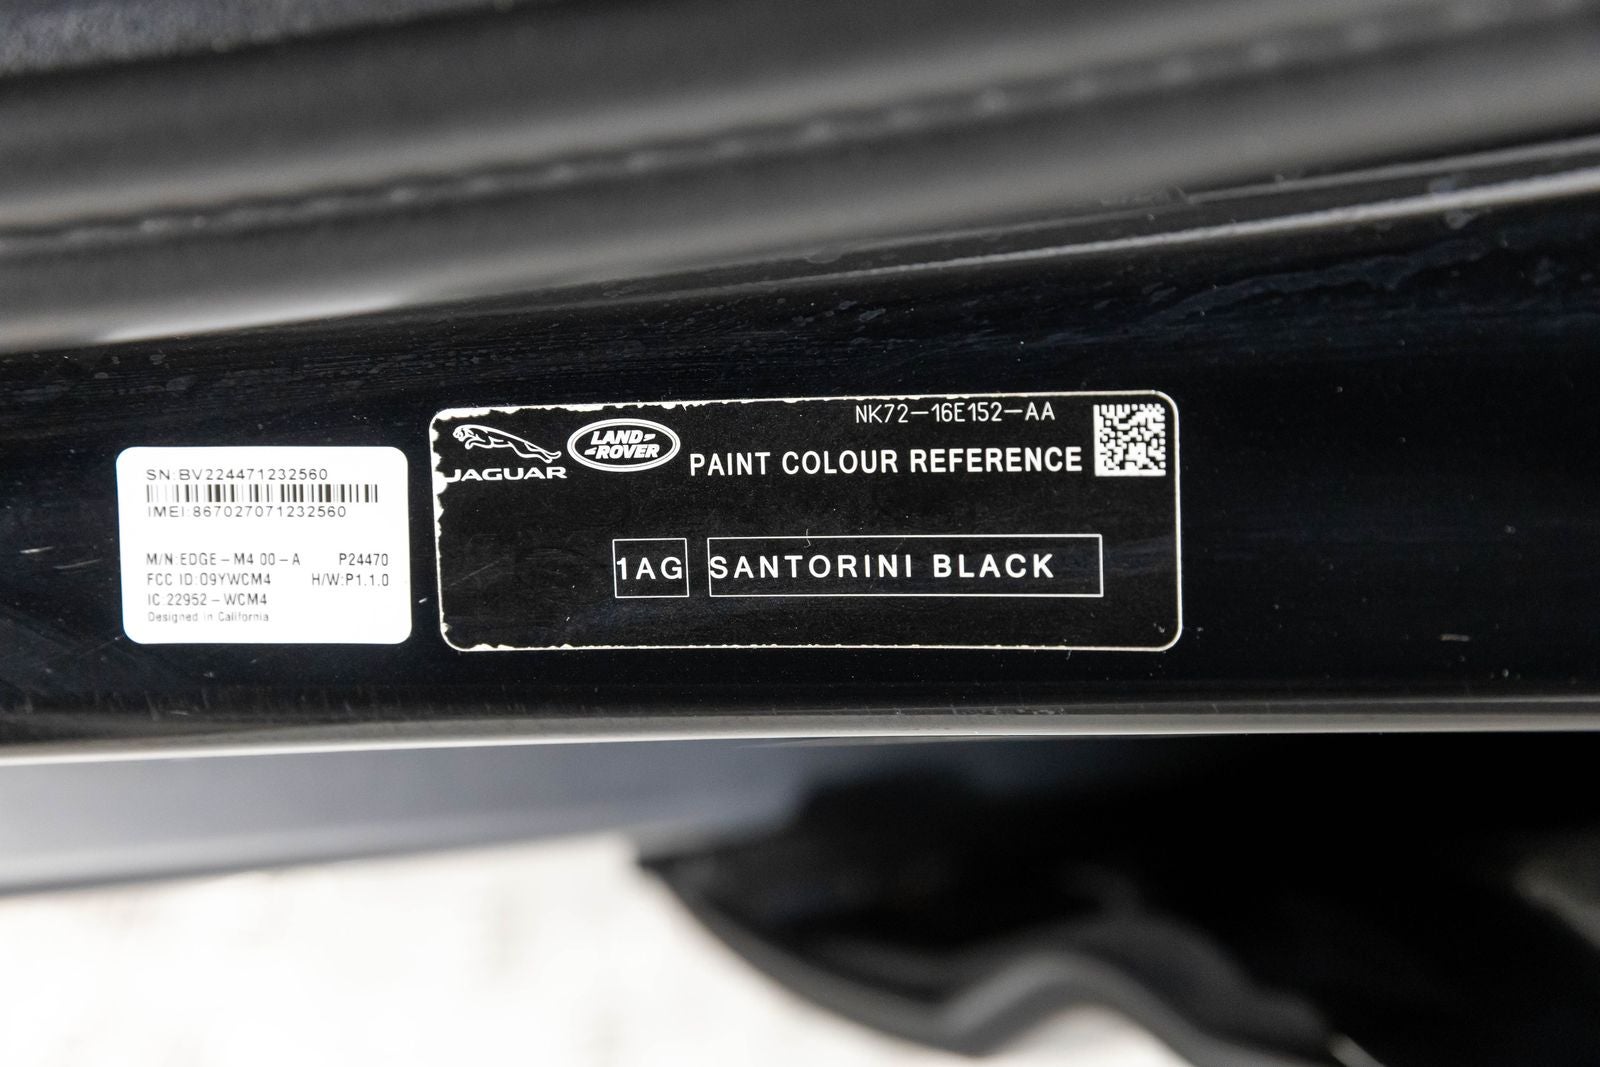 SN:BV224471232560
IMEI:867027071232560
M/N:EDGE-M4 00-A P24470
FCC ID:09YWCM4 H/W:P1.1.0
IC:22952-WCM4
Designed in California
NK72-16E152-AA
JAGUAR
LAND-
-ROVER
PAINT COLOUR REFERENCE
1AG SANTORINI BLACK